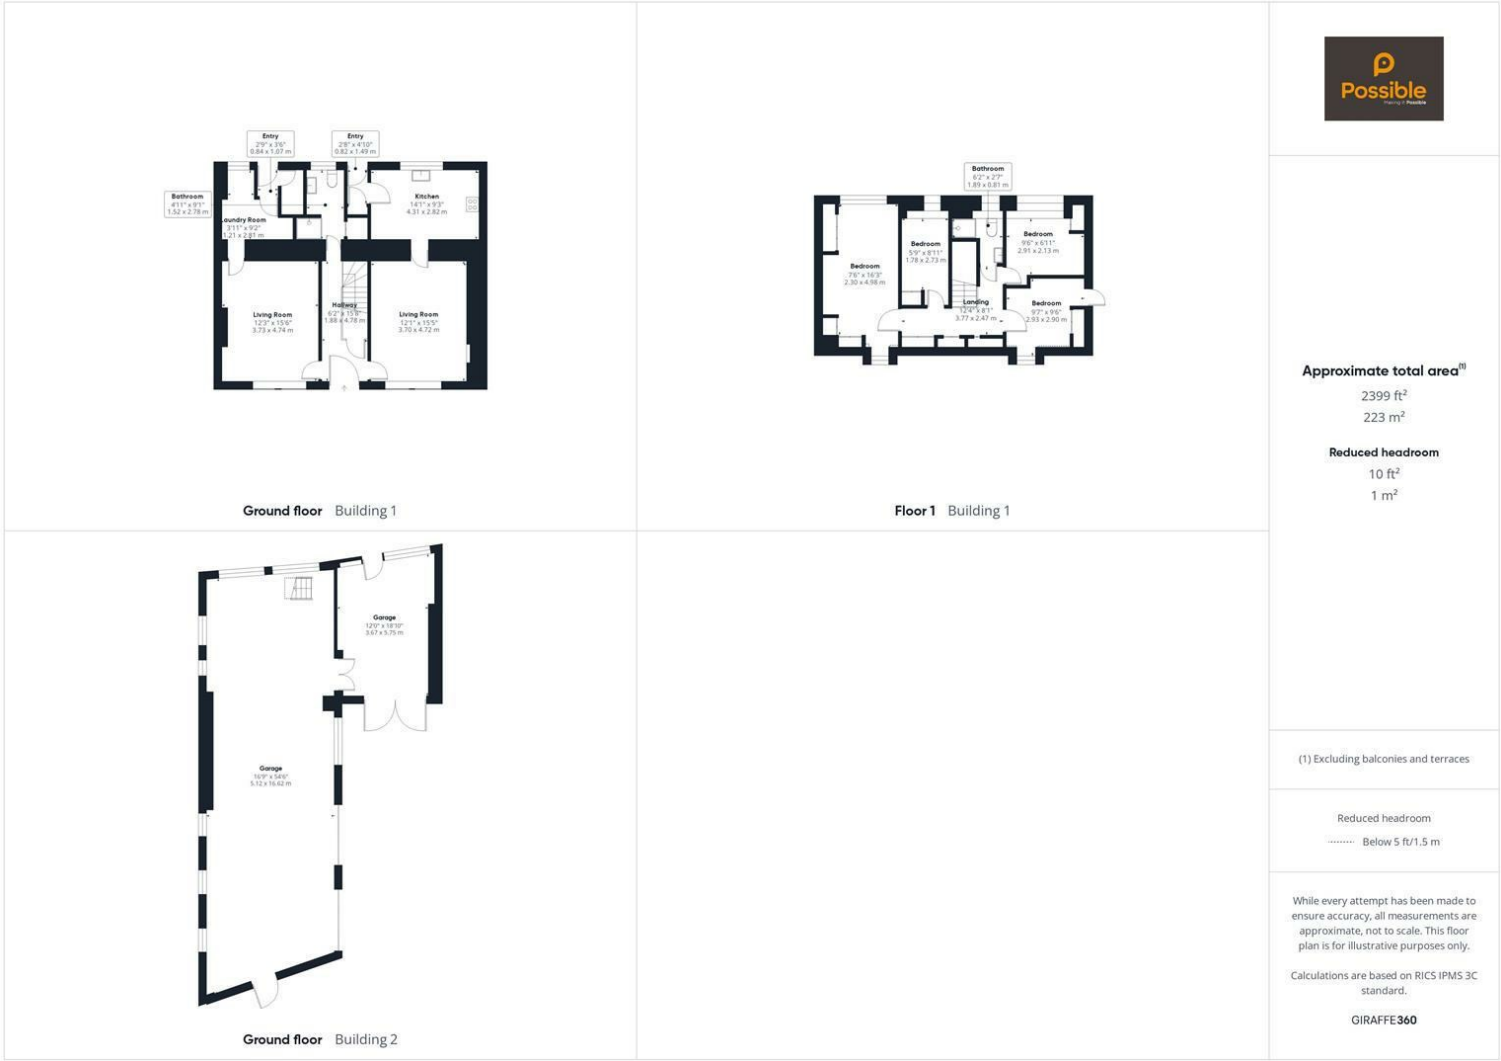 Entry
2'9" x 3'6"
0.84 x 1.07 m
Entry
2'8" x 4'10"
0.82 x 1.49 m
Bathroom
4'11" x 9'1"
1.52 x 2.78 m
Kitchen
14'1" x 9'3"
4.31 x 2.82 m
Laundry Room
3'11" x 9'2"
1.21 x 2.81 m
Hallway
6'2" x 15'8"
1.88 x 4.78 m
Living Room
12'3" x 15'6"
3.73 x 4.74 m
Living Room
12'1" x 15'5"
3.70 x 4.72 m
Ground floor Building 1
Bathroom
6'2" x 2'7"
1.89 x 0.81 m
Bedroom
9'6" x 6'11"
2.91 x 2.13 m
Bedroom
5'9" x 8'11"
1.78 x 2.73 m
Bedroom
7'6" x 16'3"
2.30 x 4.98 m
Landing
12'4" x 8'1"
3.77 x 2.47 m
Bedroom
9'7" x 9'6"
2.93 x 2.90 m
Floor 1 Building 1
Garage
12'0" x 18'10"
3.67 x 5.75 m
Garage
16'9" x 54'6"
5.12 x 16.62 m
Ground floor Building 2
Possible
Making it Possible
Approximate total area(1)
2399 ft²
223 m²
Reduced headroom
10 ft²
1 m²
(1) Excluding balconies and terraces
Reduced headroom
Below 5 ft/1.5 m
While every attempt has been made to
ensure accuracy, all measurements are
approximate, not to scale. This floor
plan is for illustrative purposes only.
Calculations are based on RICS IPMS 3C
standard.
GIRAFFE360